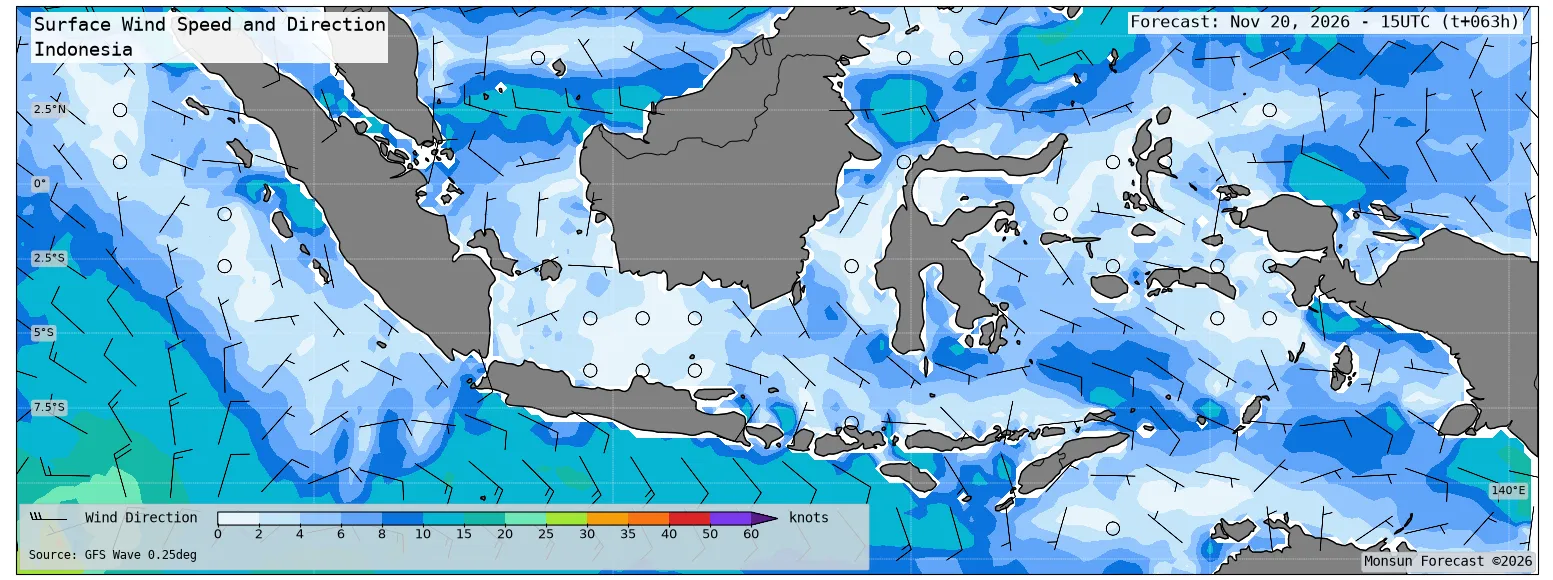 Surface Wind Speed and Direction
Indonesia
Forecast: Nov 20, 2026 - 15UTC (t+063h)
2.5°N
0°
2.5°S
5°S
7.5°S
140°E
Wind Direction
0 2 4 6 8 10 15 20 25 30 35 40 50 60
knots
Source: GFS Wave 0.25deg
Monsun Forecast ©2026